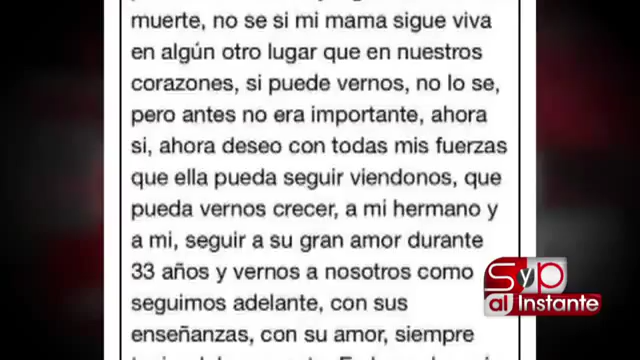 muerte, no se si mi mama sigue viva
en algún otro lugar que en nuestros
corazones, si puede vernos, no lo se,
pero antes no era importante, ahora
si, ahora deseo con todas mis fuerzas
que ella pueda seguir viendonos, que
pueda vernos crecer, a mi hermano y
a mi, seguir a su gran amor durante
33 años y vernos a nosotros como
seguimos adelante, con sus
enseñanzas, con su amor, siempre
SyP
al Instante